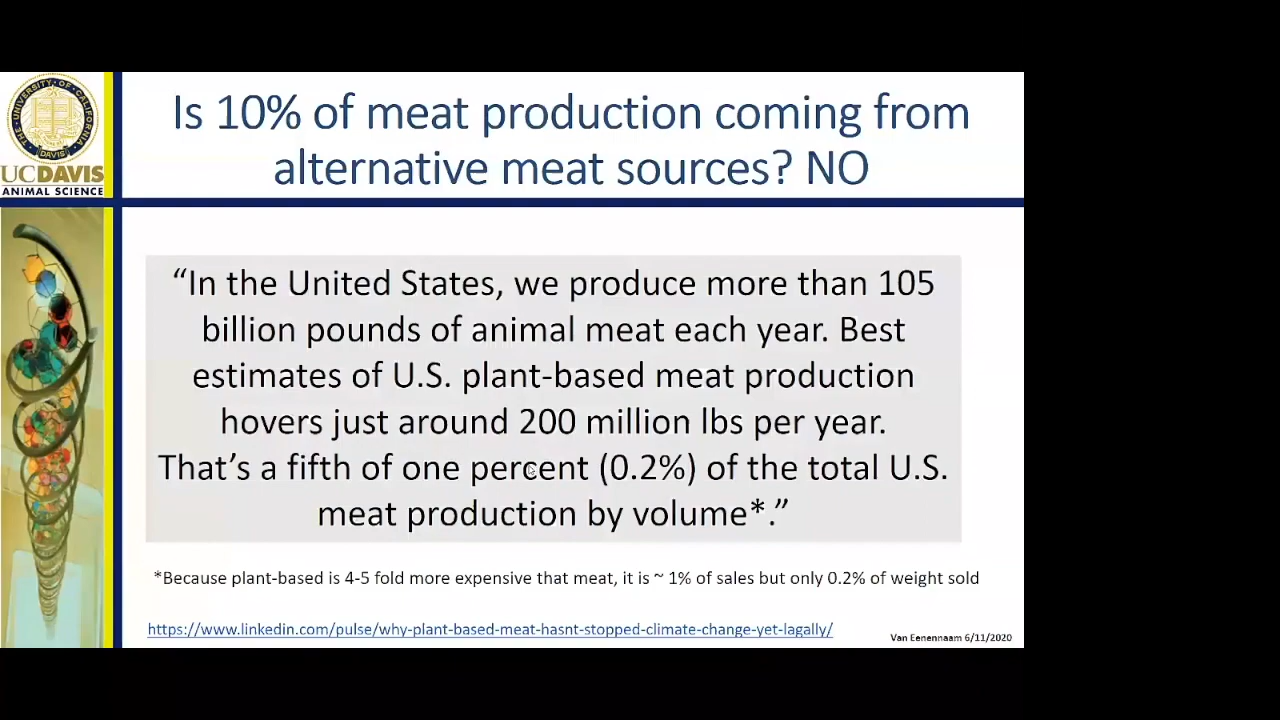 Is 10% of meat production coming from
alternative meat sources? NO
THE UNIVERSITY OF CALIFORNIA
DAVIS
UCDAVIS
ANIMAL SCIENCE
“In the United States, we produce more than 105
billion pounds of animal meat each year. Best
estimates of U.S. plant-based meat production
hovers just around 200 million lbs per year.
That’s a fifth of one percent (0.2%) of the total U.S.
meat production by volume*.”
*Because plant-based is 4-5 fold more expensive that meat, it is ~ 1% of sales but only 0.2% of weight sold
https://www.linkedin.com/pulse/why-plant-based-meat-hasnt-stopped-climate-change-yet-lagally/
Van Eenennaam 6/11/2020